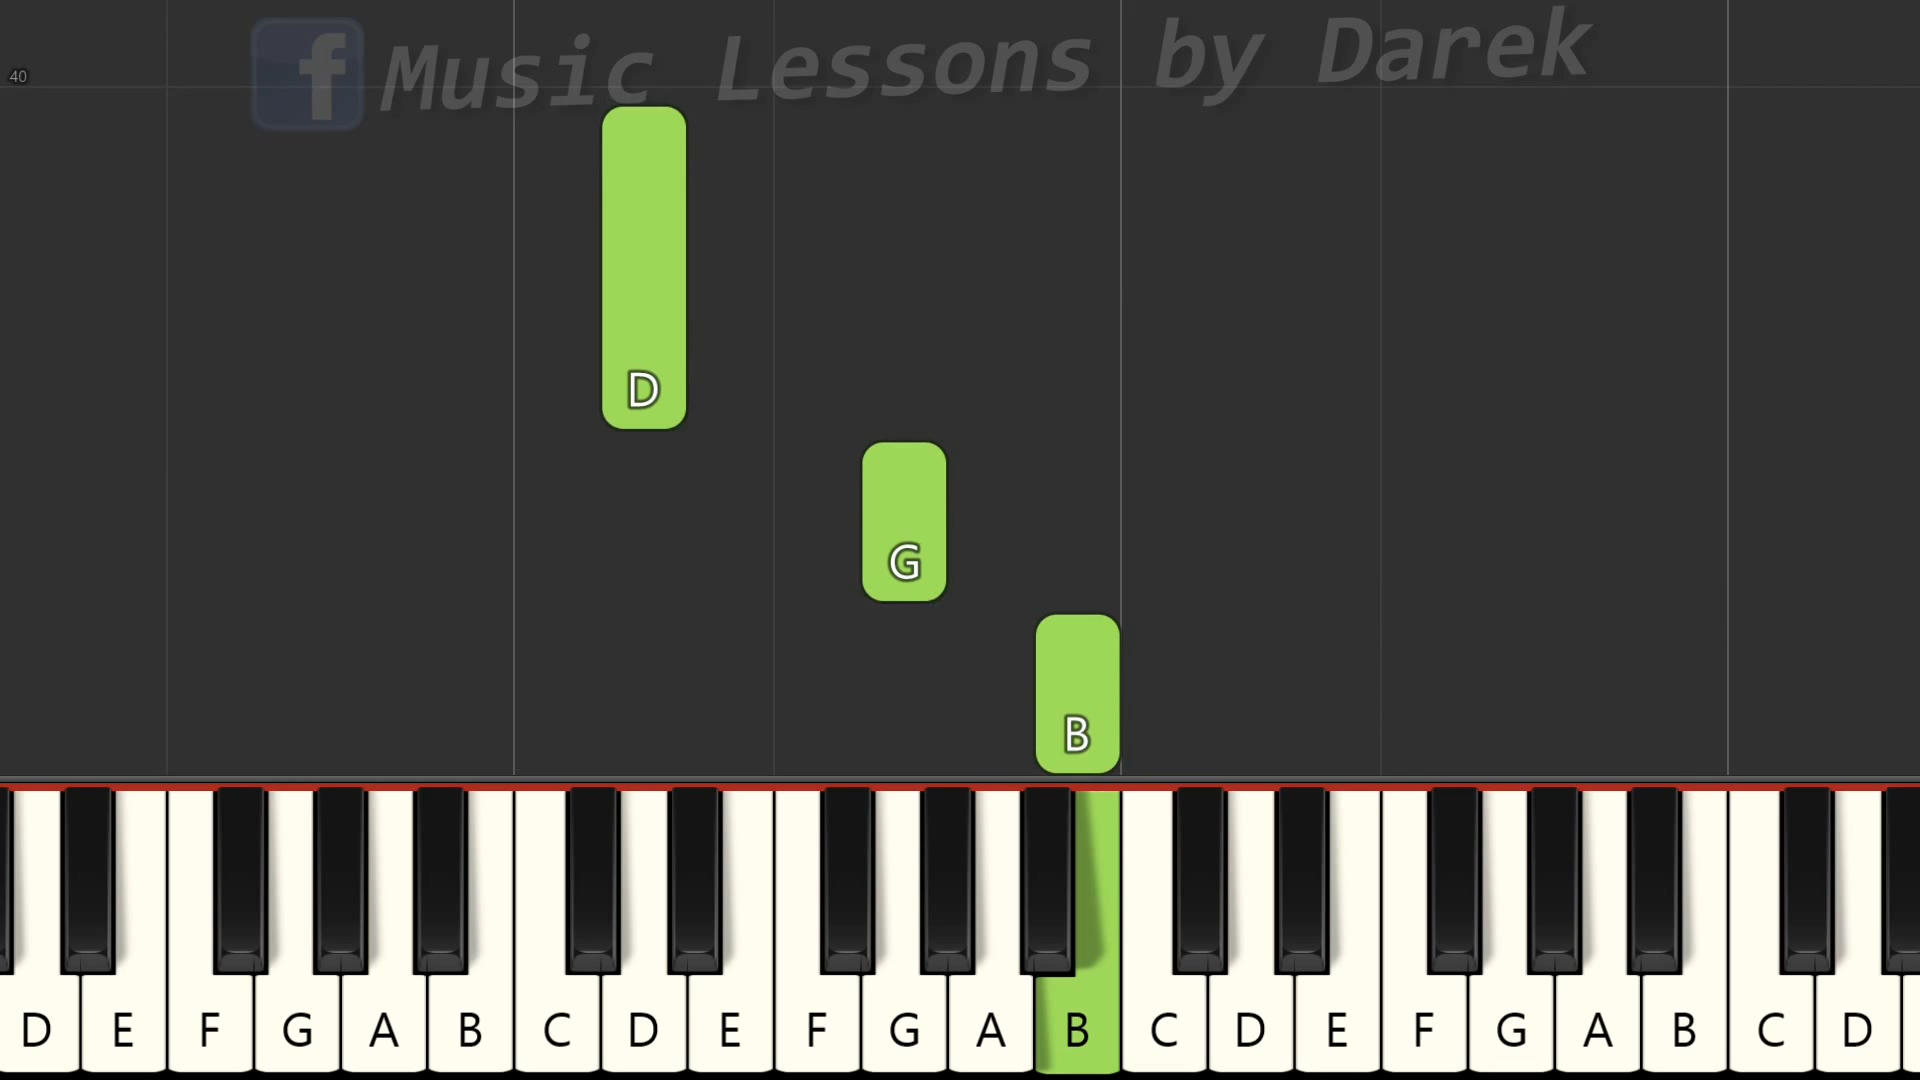 f Music Lessons by Darek
40
D
G
B
D E F G A B C D E F G A B C D E F G A B C D